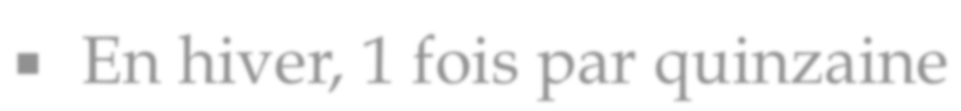 ▪ En hiver, 1 fois par quinzaine